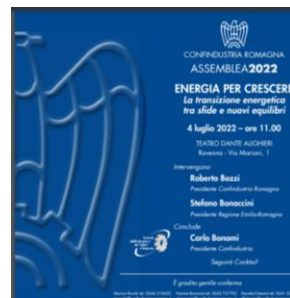 CONFINDUSTRIA ROMAGNA
ASSEMBLEA2022
ENERGIA PER CRESCERE
La transizione energetica
tra sfide e nuovi equilibri
4 luglio 2022 – ore 11.00
TEATRO DANTE ALIGHIERI
Ravenna - Via Mariani, 1
Intervengono
Roberto Bozzi
Presidente Confindustria Romagna
Stefano Bonaccini
Presidente Regione Emilia-Romagna
Conclude
Carlo Bonomi
Presidente Confindustria
Seguirà Cocktail
È gradita gentile conferma